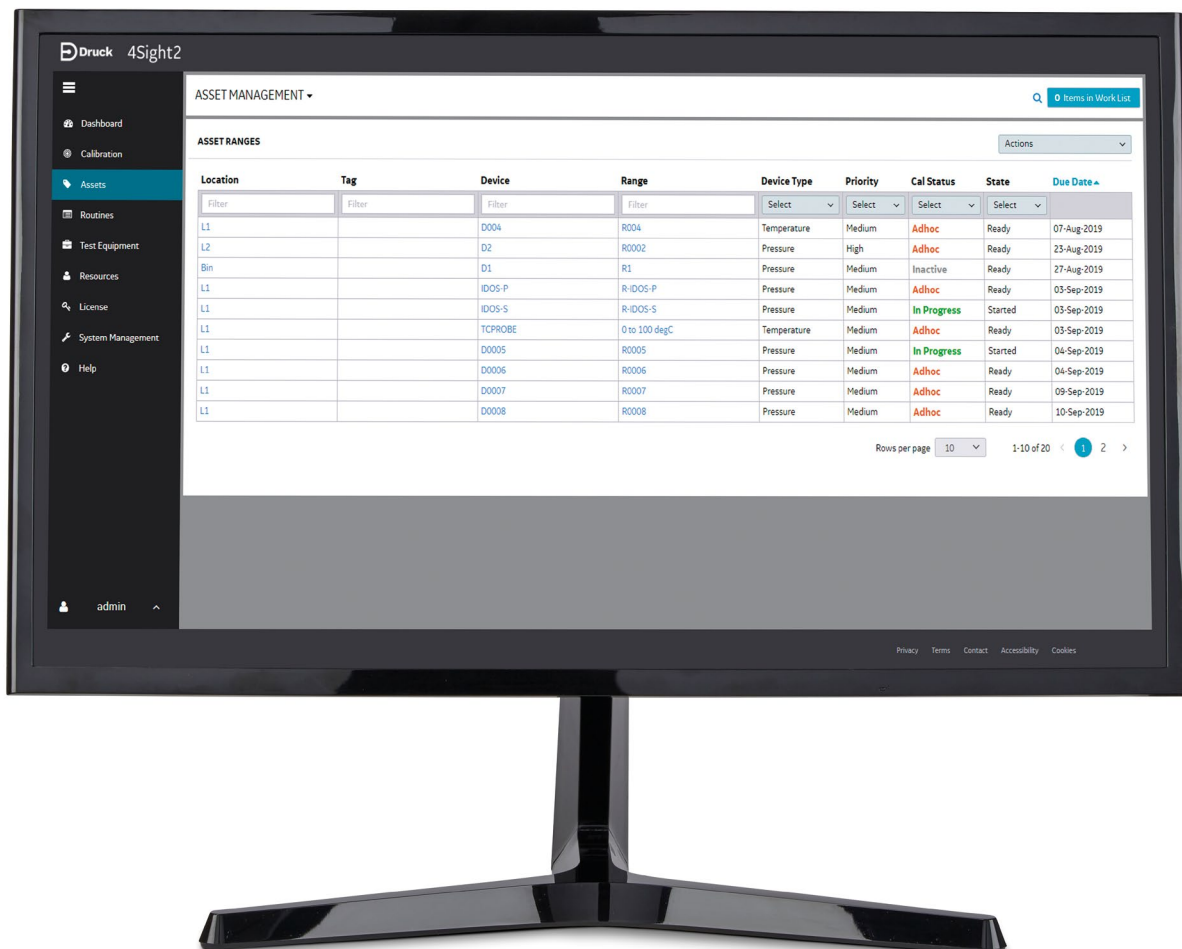 Druck 4Sight2
Dashboard
Calibration
Assets
Routines
Test Equipment
Resources
License
System Management
Help
admin
ASSET MANAGEMENT
0 Items in Work List
ASSET RANGES
Actions
Location Tag Device Range Device Type Priority Cal Status State Due Date
Filter Filter Filter Filter Select Select Select Select
L1 D004 R004 Temperature Medium Adhoc Ready 07-Aug-2019
L2 D2 R0002 Pressure High Adhoc Ready 23-Aug-2019
Bin D1 R1 Pressure Medium Inactive Ready 27-Aug-2019
L1 IDOS-P R-IDOS-P Pressure Medium Adhoc Ready 03-Sep-2019
L1 IDOS-S R-IDOS-S Pressure Medium In Progress Started 03-Sep-2019
L1 TCPROBE 0 to 100 degC Temperature Medium Adhoc Ready 03-Sep-2019
L1 D0005 R0005 Pressure Medium In Progress Started 04-Sep-2019
L1 D0006 R0006 Pressure Medium Adhoc Ready 04-Sep-2019
L1 D0007 R0007 Pressure Medium Adhoc Ready 09-Sep-2019
L1 D0008 R0008 Pressure Medium Adhoc Ready 10-Sep-2019
Rows per page 10 1-10 of 20 1 2
Privacy Terms Contact Accessibility Cookies